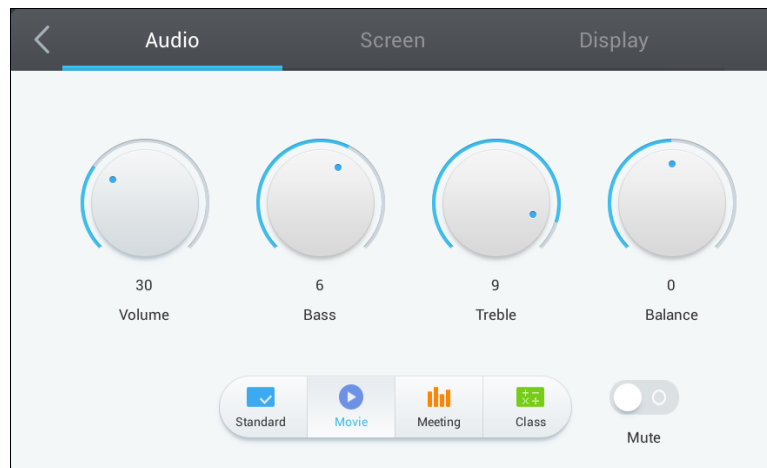 Audio Screen Display
30 6 9 0
Volume Bass Treble Balance
Standard Movie Meeting Class
Mute